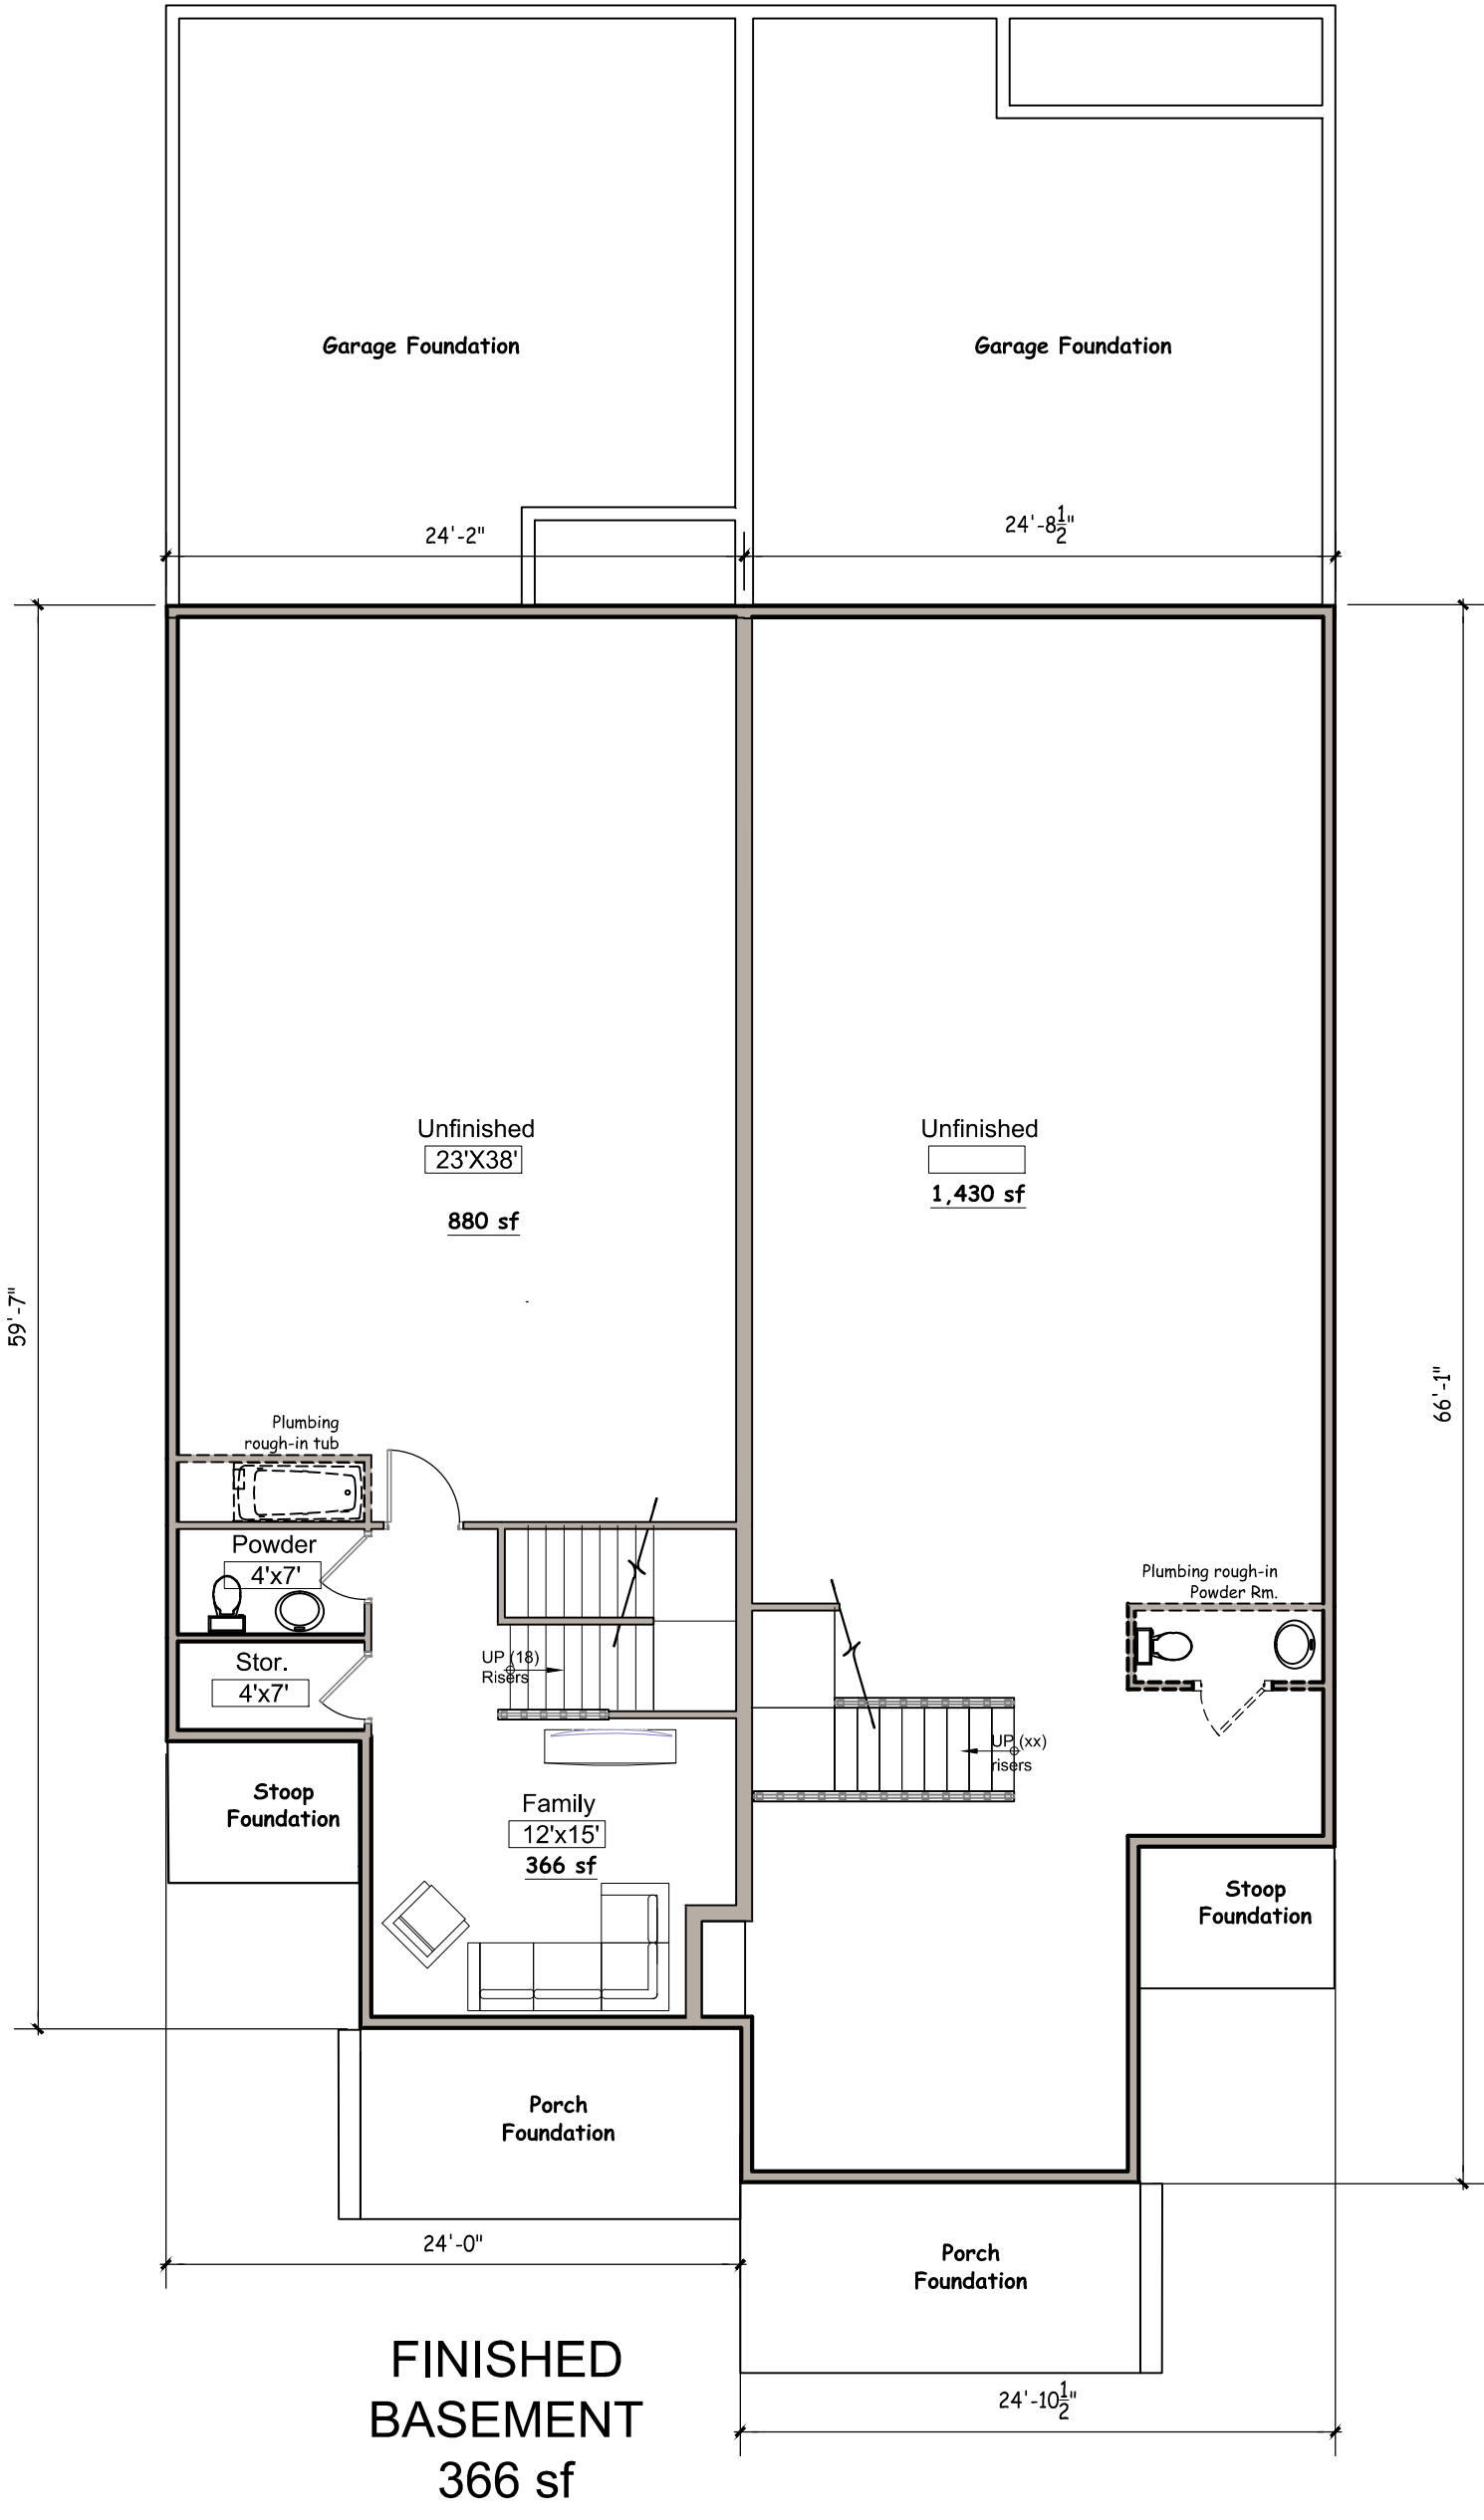 Garage Foundation
Garage Foundation
24'-2"
24'-8½"
Unfinished
23'X38'
880 sf
Unfinished
1,430 sf
59'-7"
66'-1"
Plumbing
rough-in tub
Powder
4'x7'
Stor.
4'x7'
UP (18)
Risers
Plumbing rough-in
Powder Rm.
UP (xx)
risers
Stoop
Foundation
Family
12'x15'
366 sf
Stoop
Foundation
Porch
Foundation
24'-0"
Porch
Foundation
24'-10½"
FINISHED
BASEMENT
366 sf